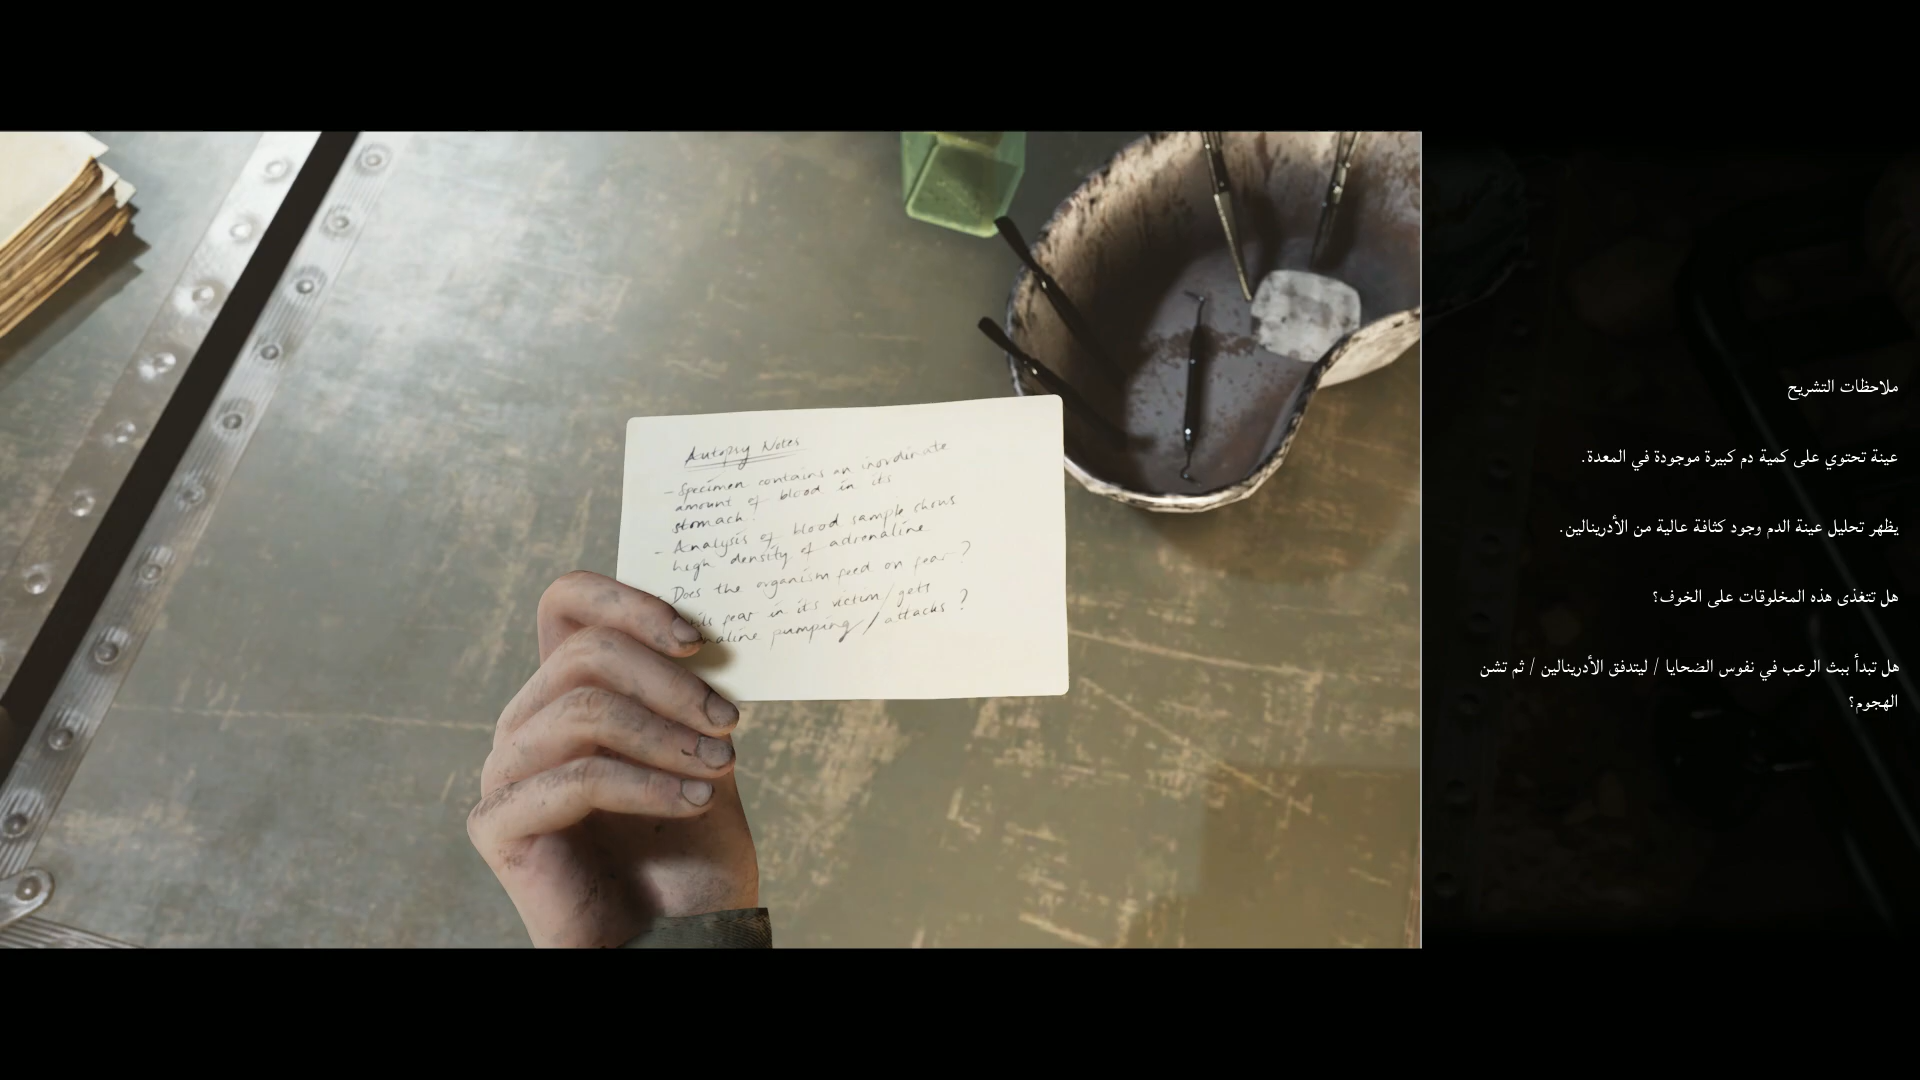 Autopsy Notes
- Specimen contains an inordinate
amount of blood in its
stomach.
- Analysis of blood sample shows
high density of adrenaline.
- Does the organism feed on fear?
fear in its victim/gets
pumping/attacks?
ملاحظات التشريح
عينة تحتوي على كمية دم كبيرة موجودة في المعدة.
يظهر تحليل عينة الدم وجود كثافة عالية من الأدرينالين.
هل تتغذى هذه المخلوقات على الخوف؟
هل تبدأ ببث الرعب في نفوس الضحايا / ليتدفق الأدرينالين / ثم تشن
الهجوم؟